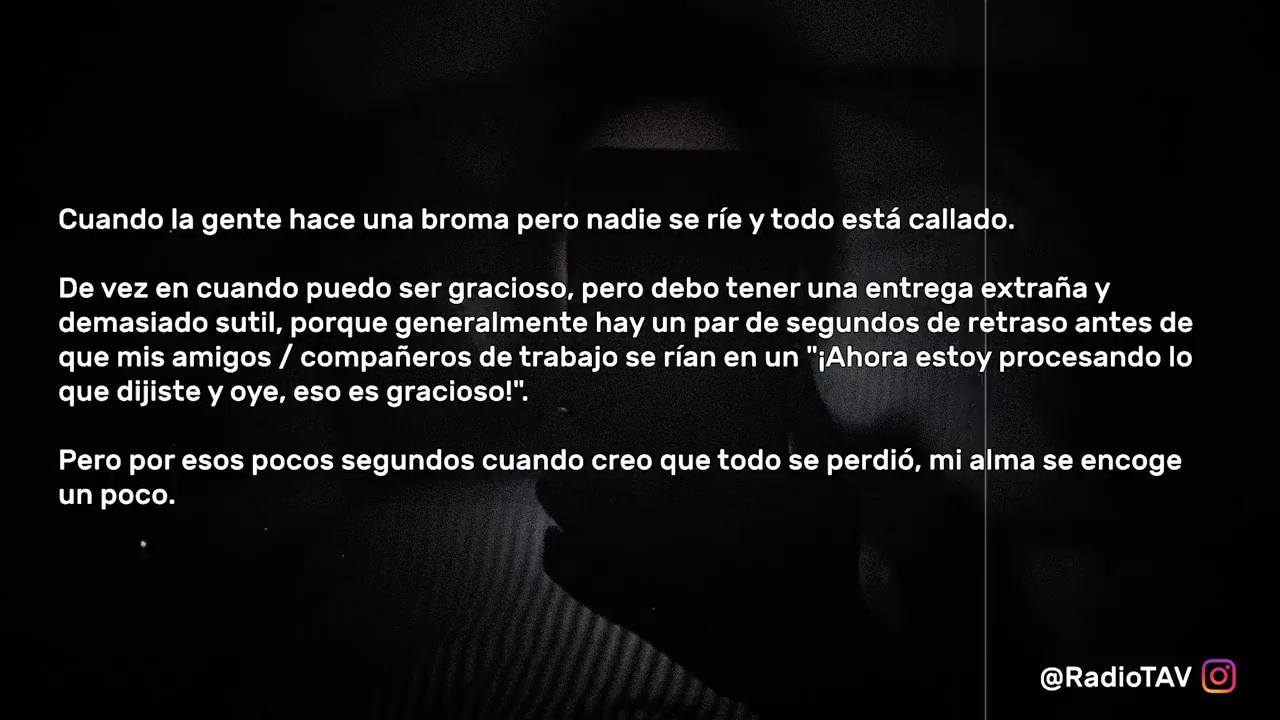 Cuando la gente hace una broma pero nadie se ríe y todo está callado.
De vez en cuando puedo ser gracioso, pero debo tener una entrega extraña y
demasiado sutil, porque generalmente hay un par de segundos de retraso antes de
que mis amigos / compañeros de trabajo se rían en un "¡Ahora estoy procesando lo
que dijiste y oye, eso es gracioso!".
Pero por esos pocos segundos cuando creo que todo se perdió, mi alma se encoge
un poco.
@RadioTAV